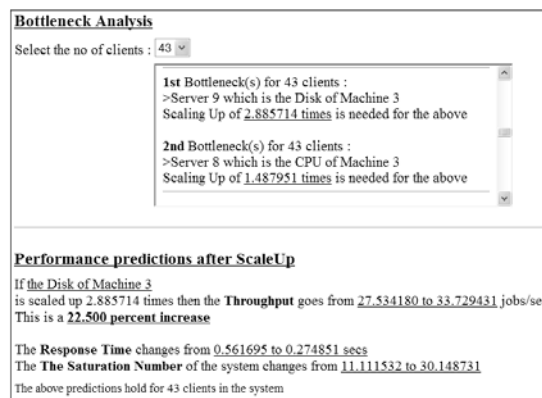 Bottleneck Analysis
Select the no of clients : 43
1st Bottleneck(s) for 43 clients :
>Server 9 which is the Disk of Machine 3
Scaling Up of 2.885714 times is needed for the above
2nd Bottleneck(s) for 43 clients :
>Server 8 which is the CPU of Machine 3
Scaling Up of 1.487951 times is needed for the above
Performance predictions after ScaleUp
If the Disk of Machine 3
is scaled up 2.885714 times then the Throughput goes from 27.534180 to 33.729431 jobs/se
This is a 22.500 percent increase
The Response Time changes from 0.561695 to 0.274851 secs
The The Saturation Number of the system changes from 11.111532 to 30.148731
The above predictions hold for 43 clients in the system